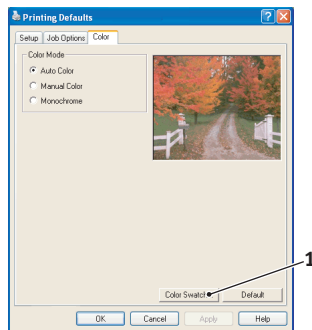 Printing Defaults
Setup Job Options Color
Color Mode
Auto Color
Manual Color
Monochrome
1
Color Swatch Default
OK Cancel Apply Help